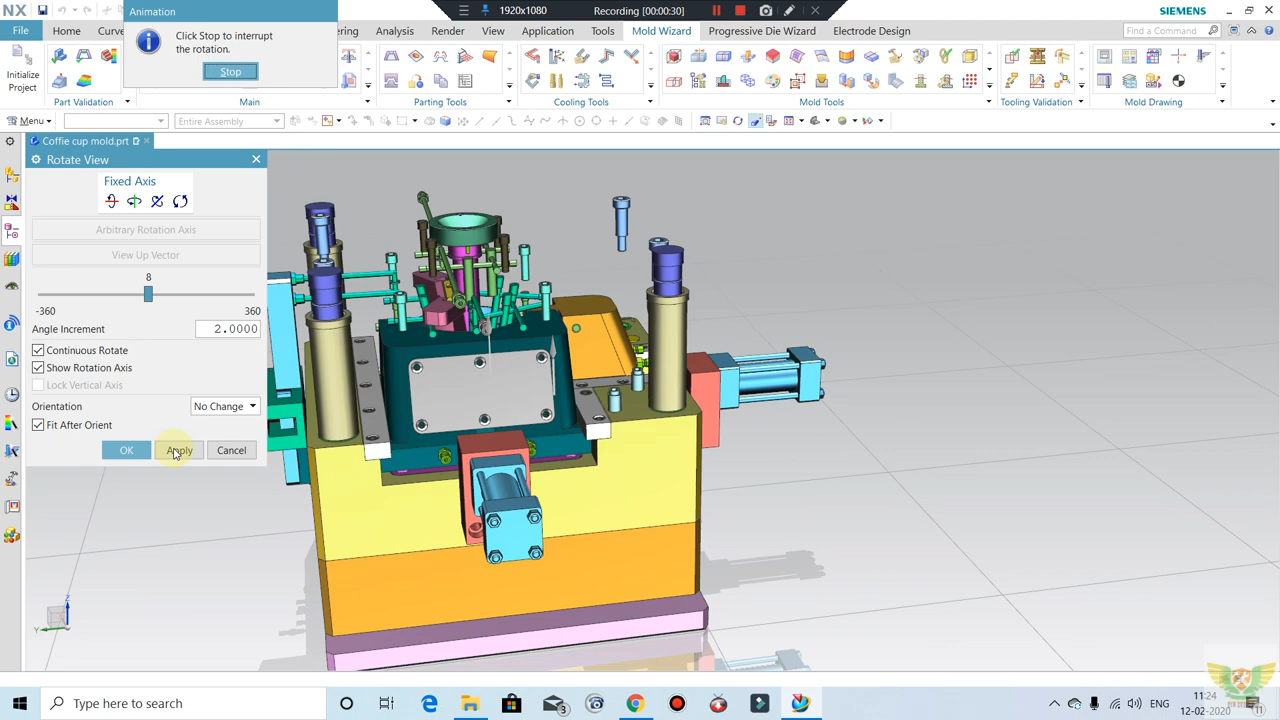 NX
Animation
Click Stop to interrupt
the rotation.
Stop
1920x1080
Recording [00:00:30]
SIEMENS
File
Home
Curv
ering
Analysis
Render
View
Application
Tools
Mold Wizard
Progressive Die Wizard
Electrode Design
Find a Command
Initialize
Project
Part Validation
Main
Parting Tools
Cooling Tools
Mold Tools
Tooling Validation
Mold Drawing
Menu
Entire Assembly
Coffie cup mold.prt
Rotate View
Fixed Axis
Arbitrary Rotation Axis
View Up Vector
8
-360
360
Angle Increment
2.0000
Continuous Rotate
Show Rotation Axis
Lock Vertical Axis
Orientation
No Change
Fit After Orient
OK
Apply
Cancel
Z
Y
Type here to search
3
ENG
11:24
12-02-2020
11